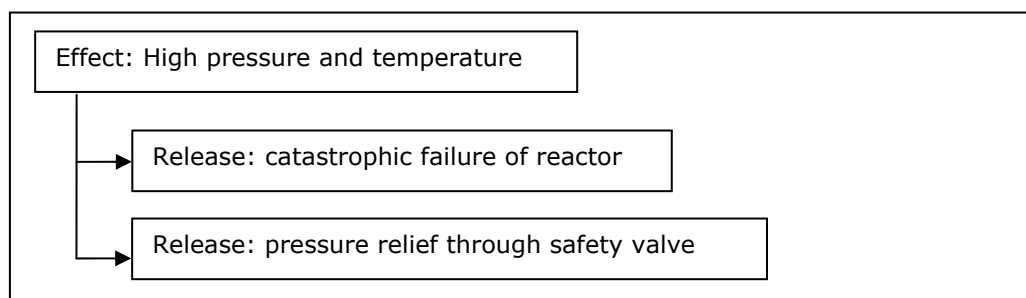 Effect: High pressure and temperature
Release: catastrophic failure of reactor
Release: pressure relief through safety valve